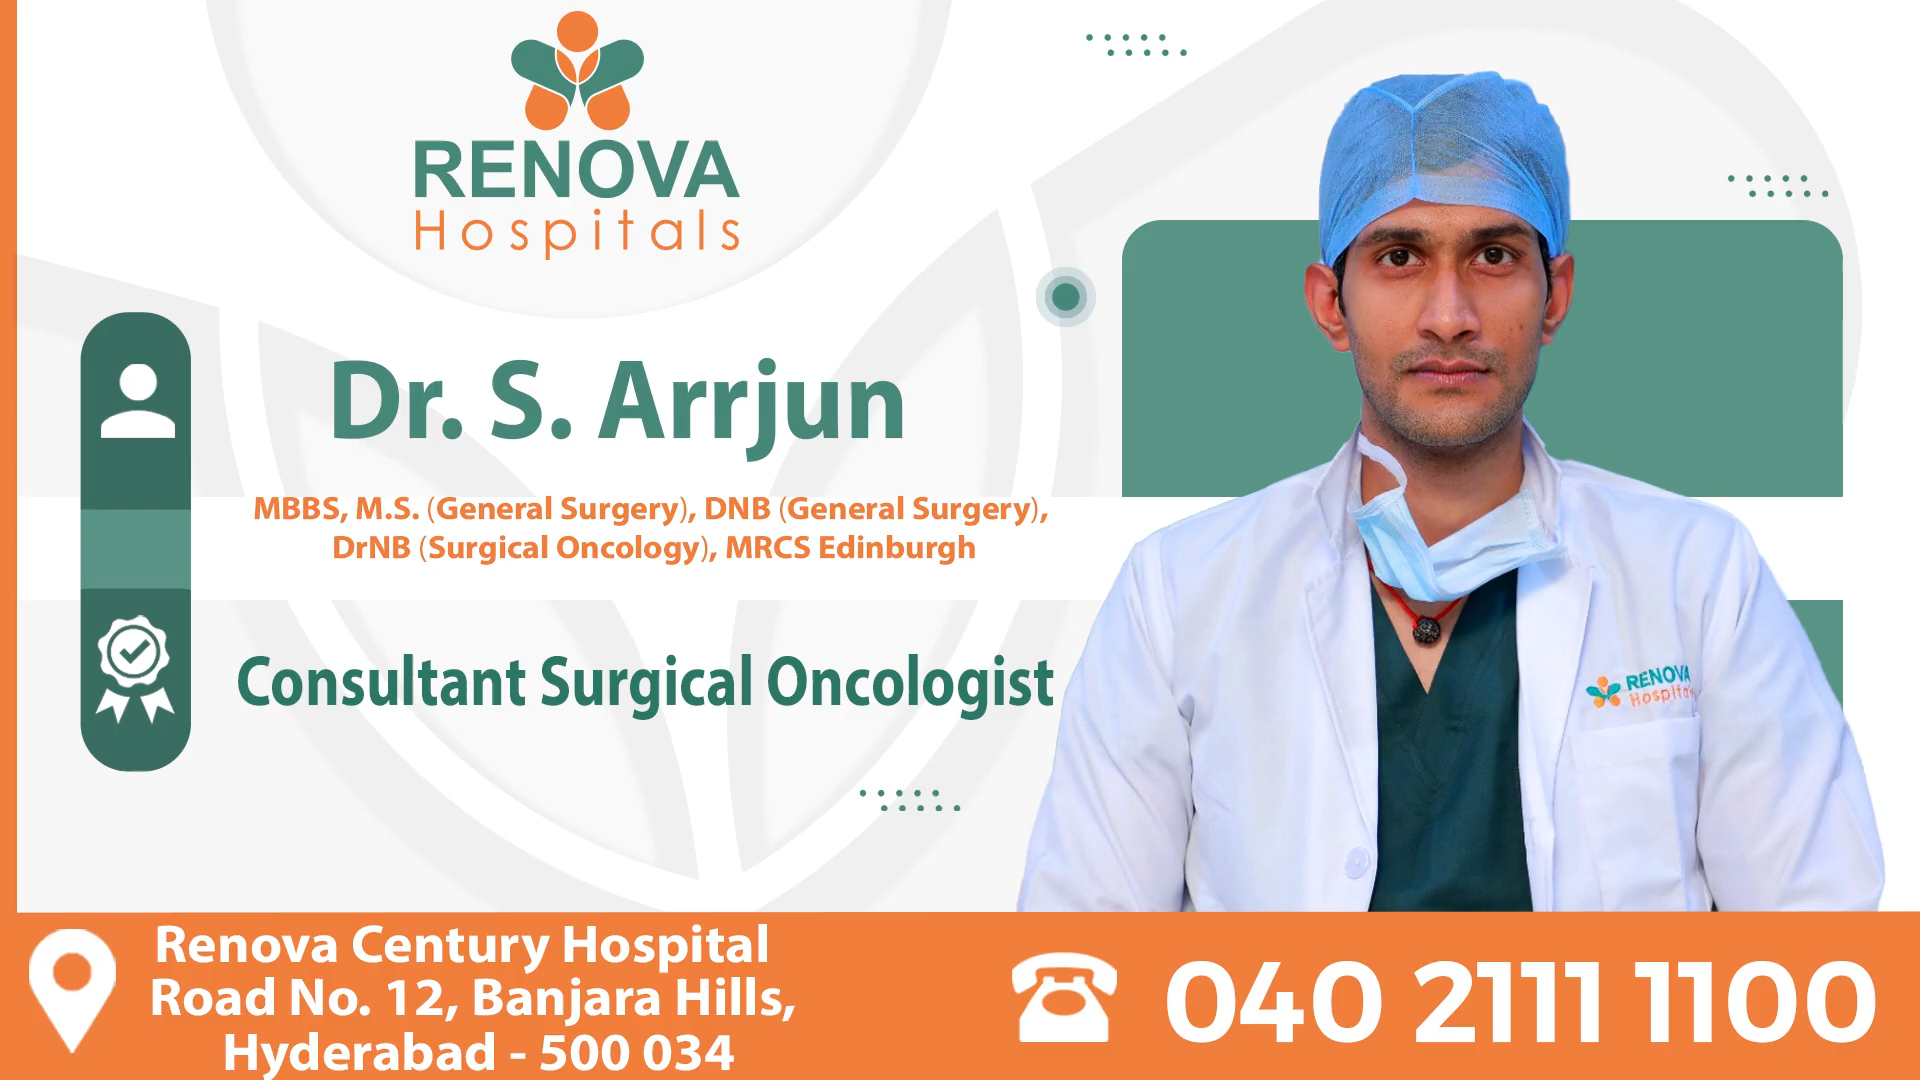 RENOVA
Hospitals
Dr. S. Arrjun
MBBS, M.S. (General Surgery), DNB (General Surgery),
DrNB (Surgical Oncology), MRCS Edinburgh
Consultant Surgical Oncologist
RENOVA
Hospitals
Renova Century Hospital
Road No. 12, Banjara Hills,
Hyderabad - 500 034
040 2111 1100